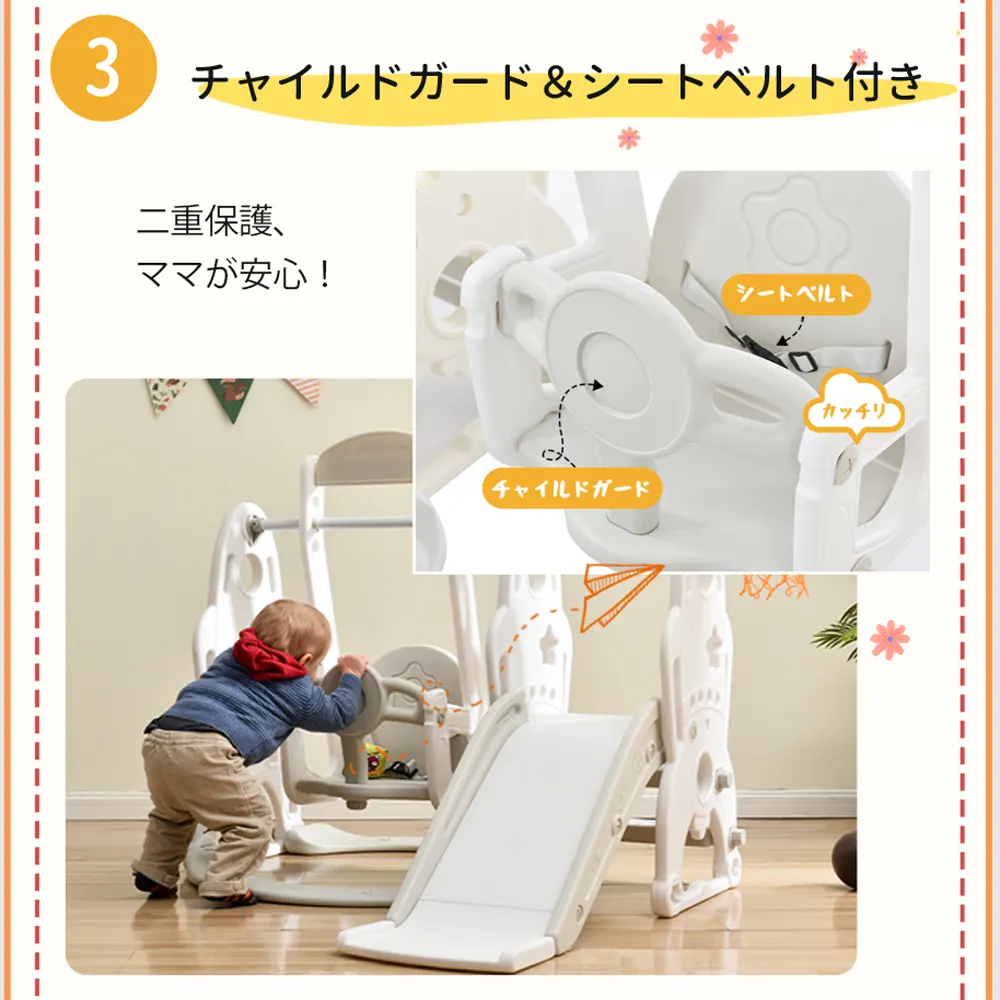 3
チャイルドガード&シートベルト付き
二重保護、
ママが安心!
シートベルト
カッチリ
チャイルドガード